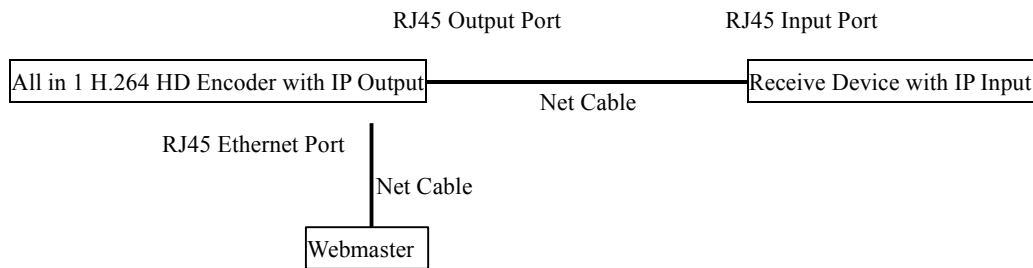 RJ45 Output Port
RJ45 Input Port
All in 1 H.264 HD Encoder with IP Output
Receive Device with IP Input
Net Cable
RJ45 Ethernet Port
Net Cable
Webmaster